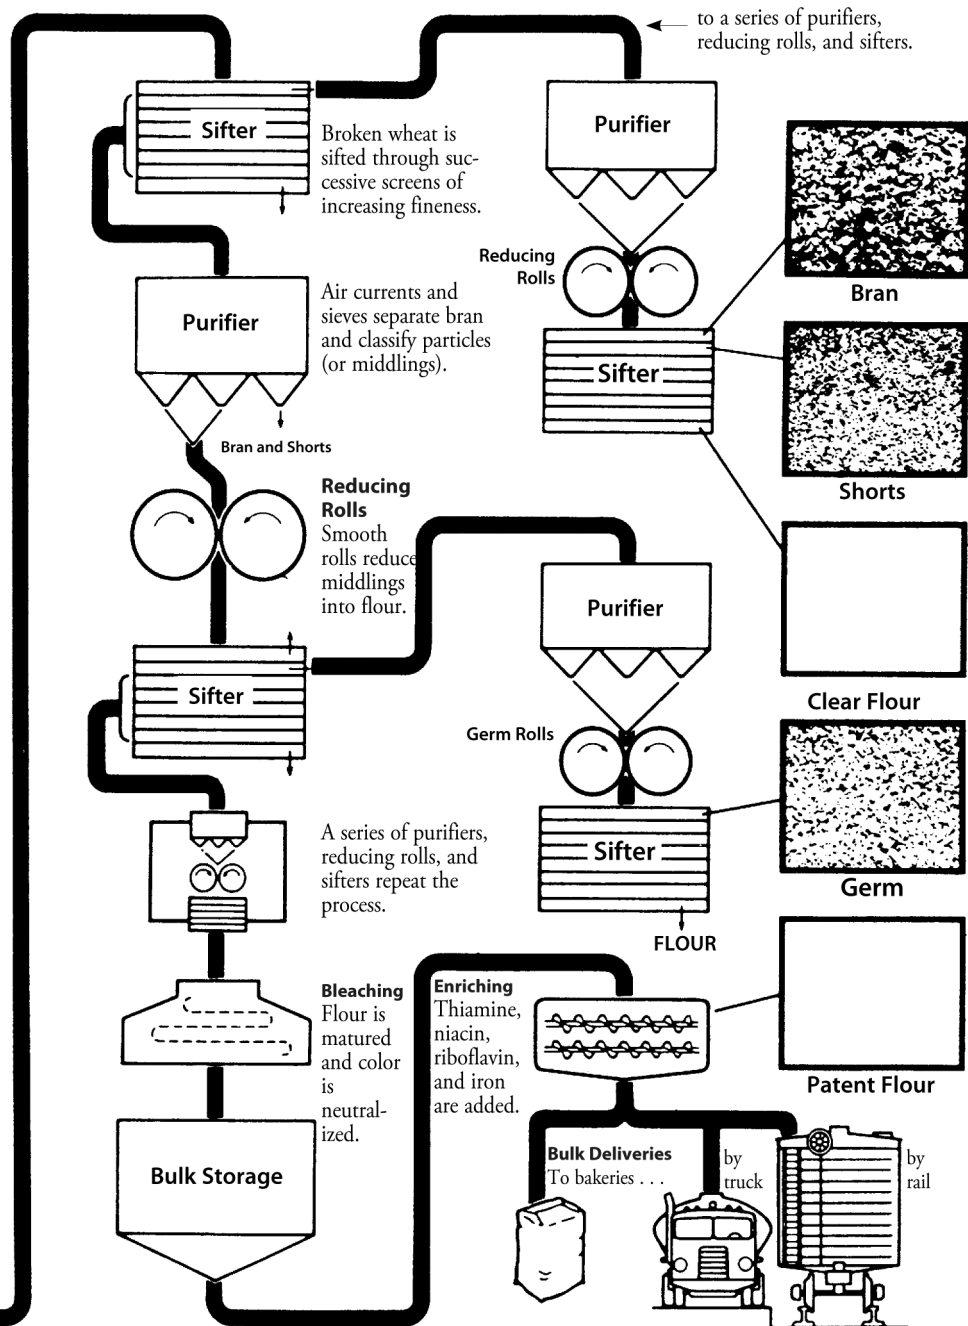 to a series of purifiers,
reducing rolls, and sifters.
Sifter
Broken wheat is
sifted through suc-
cessive screens of
increasing fineness.
Purifier
Reducing
Rolls
Sifter
Bran
Shorts
Clear Flour
Purifier
Air currents and
sieves separate bran
and classify particles
(or middlings).
Bran and Shorts
Reducing
Rolls
Smooth
rolls reduce
middlings
into flour.
Sifter
Purifier
Germ Rolls
Sifter
FLOUR
Germ
A series of purifiers,
reducing rolls, and
sifters repeat the
process.
Bleaching
Flour is
matured
and color
is
neutral-
ized.
Bulk Storage
Enriching
Thiamine,
niacin,
riboflavin,
and iron
are added.
Patent Flour
Bulk Deliveries
To bakeries . . .
by
truck
by
rail